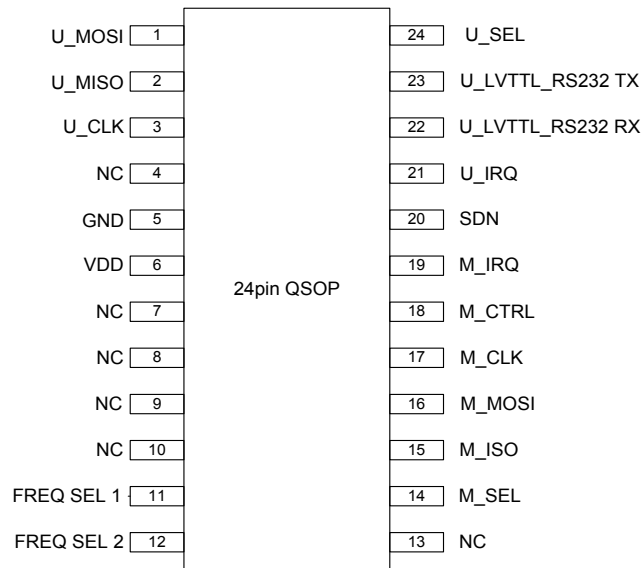 U_MOSI 1 24 U_SEL
U_MISO 2 23 U_LVTTL_RS232 TX
U_CLK 3 22 U_LVTTL_RS232 RX
NC 4 21 U_IRQ
GND 5 20 SDN
VDD 6 19 M_IRQ
24pin QSOP
NC 7 18 M_CTRL
NC 8 17 M_CLK
NC 9 16 M_MOSI
NC 10 15 M_ISO
FREQ SEL 1 11 14 M_SEL
FREQ SEL 2 12 13 NC